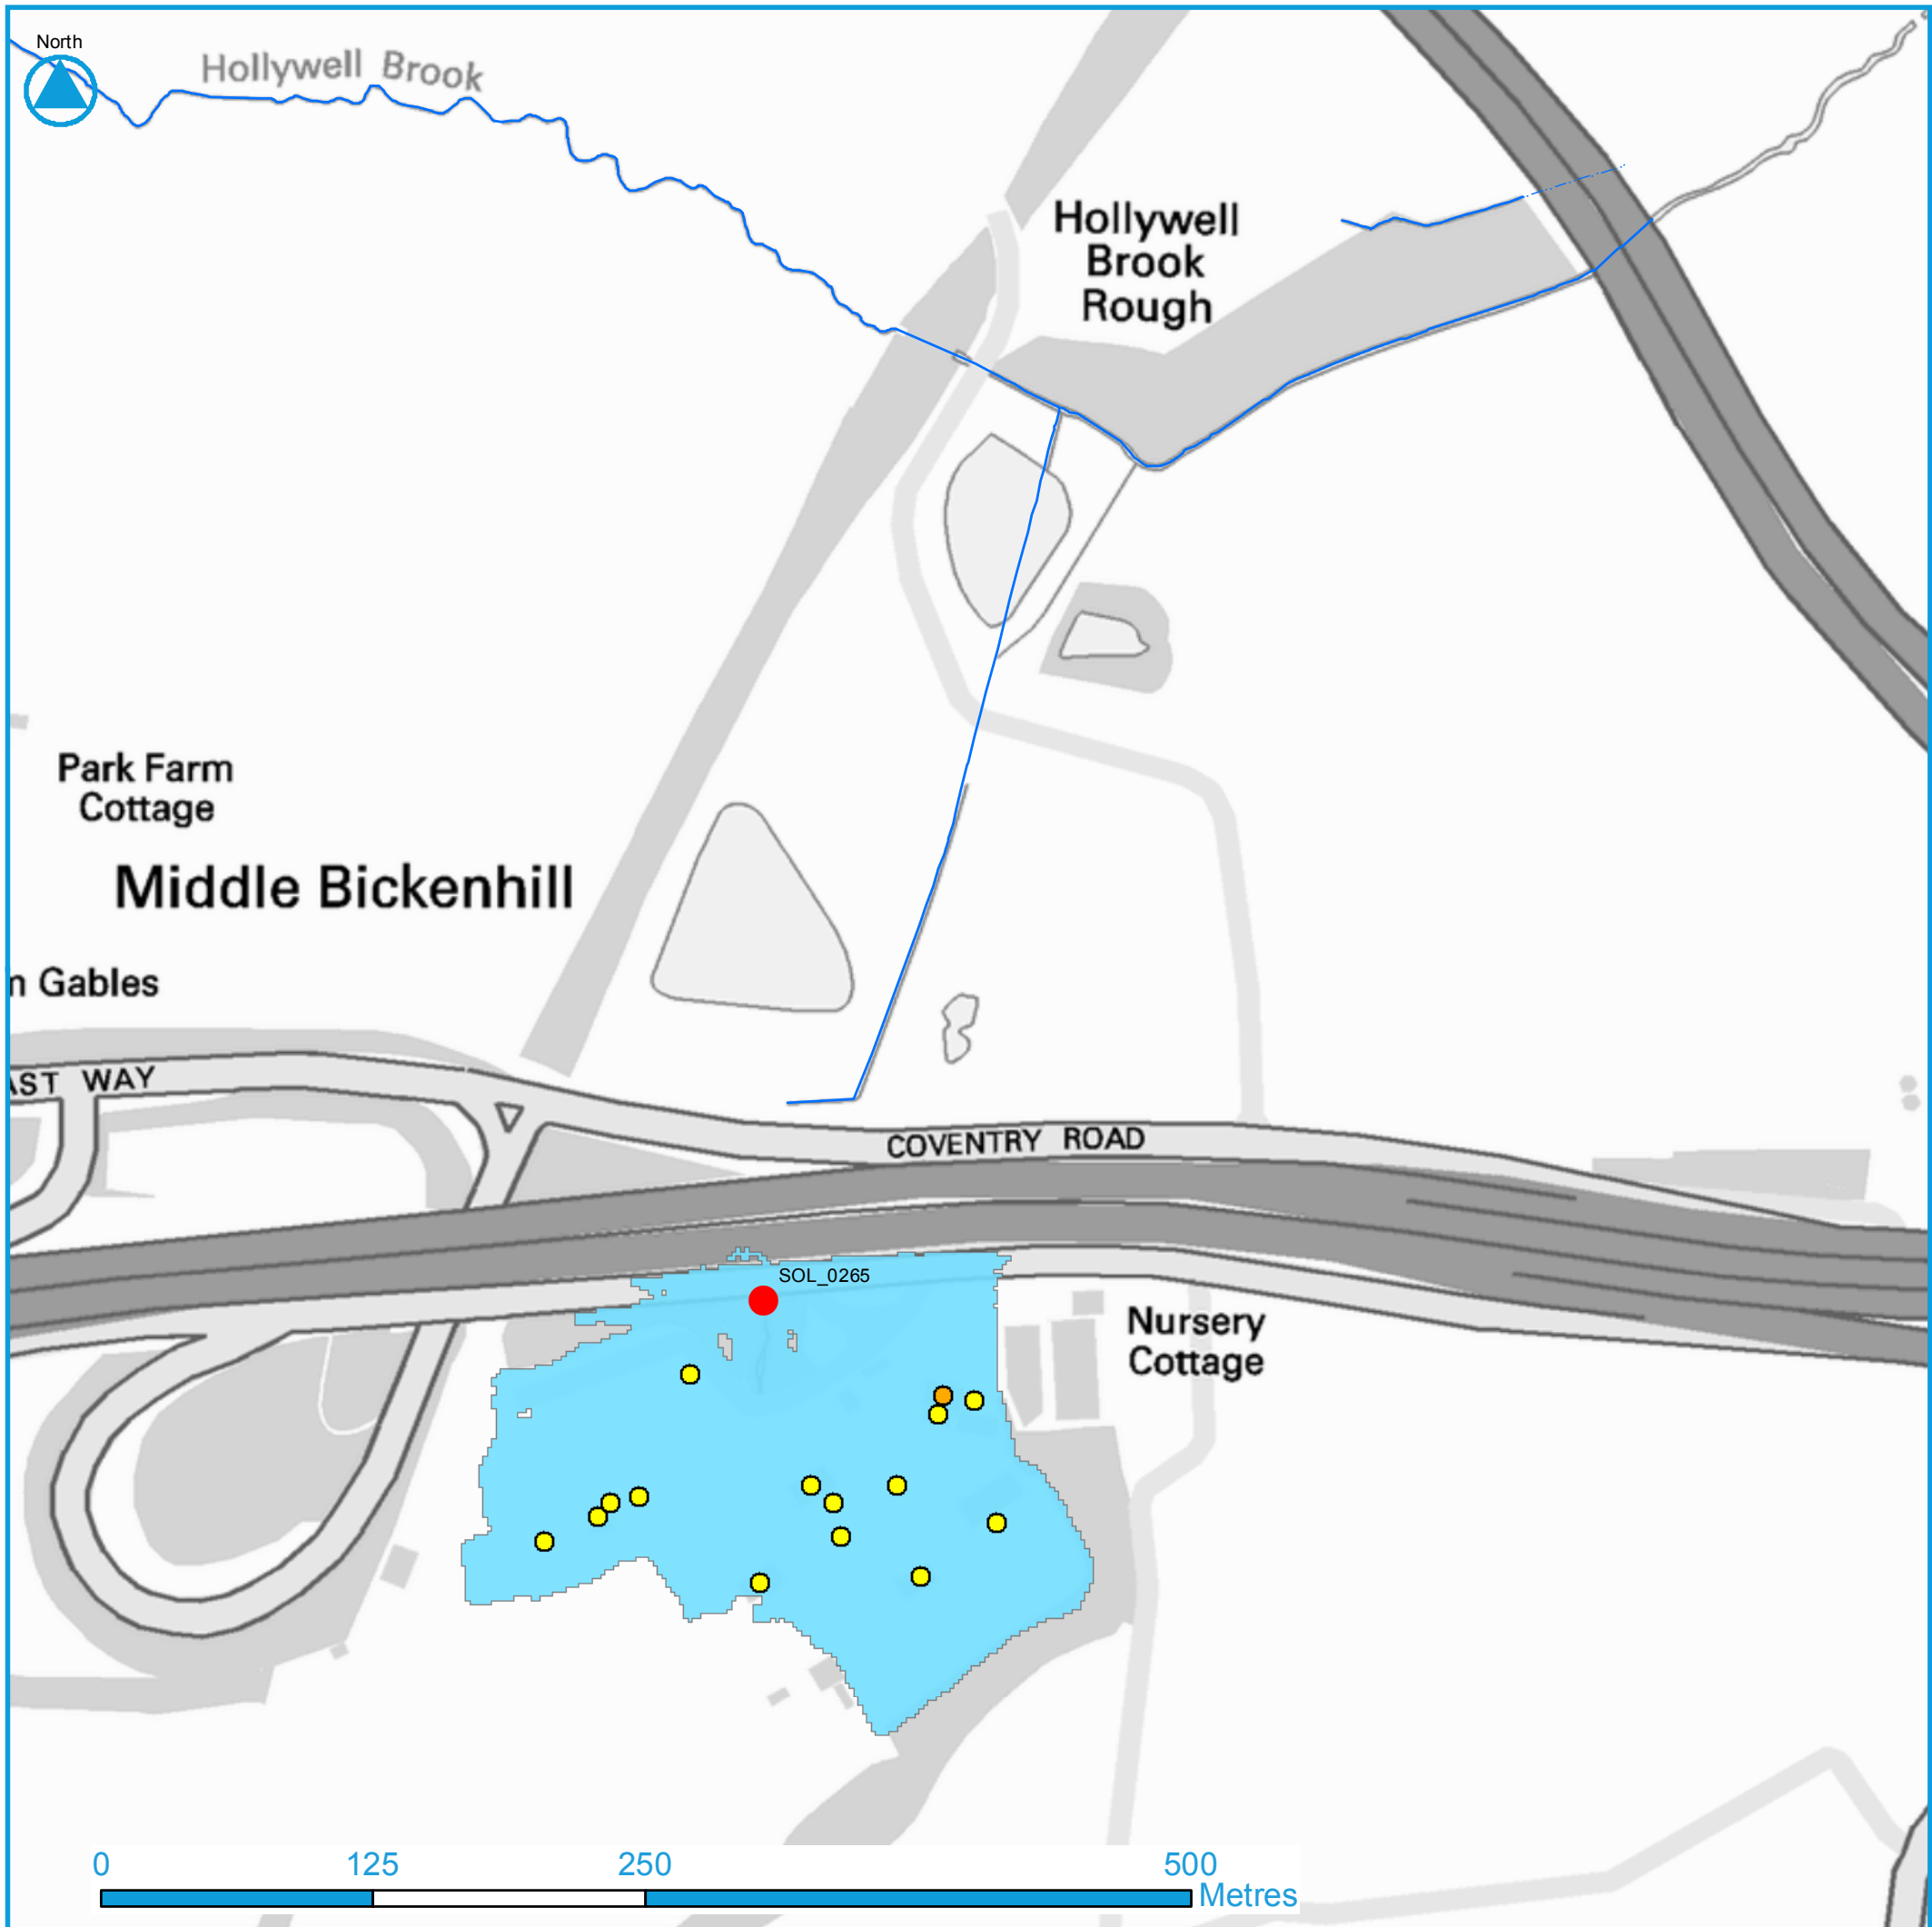 North
Hollywell Brook
Hollywell
Brook
Rough
Park Farm
Cottage
Middle Bickenhill
Gables
WAY
COVENTRY ROAD
SOL_0265
Nursery
Cottage
0 125 250 500
Metres